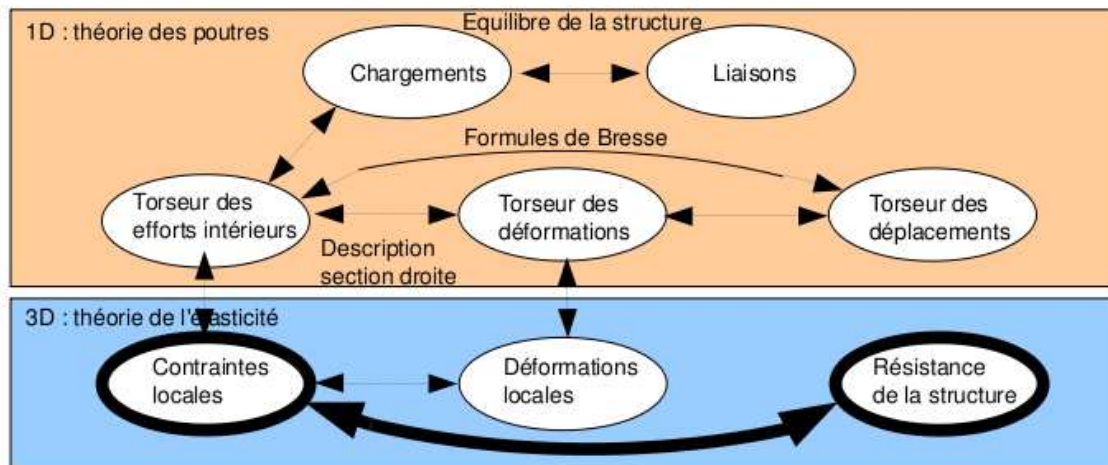 Equilibre de la structure
1D : théorie des poutres
Chargements
Liaisons
Formules de Bresse
Torseur des
efforts intérieurs
Torseur des
déformations
Torseur des
déplacements
Description
section droite
3D : théorie de l'élasticité
Contraintes
locales
Déformations
locales
Résistance
de la structure